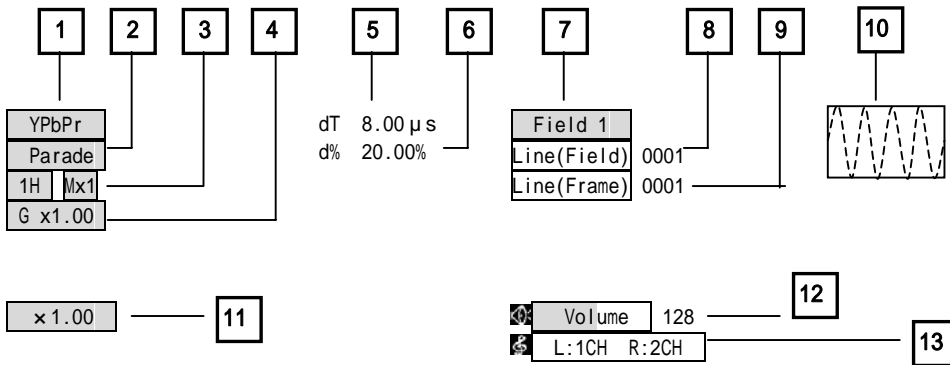 1 2 3 4 5 6 7 8 9 10
YPbPr
Parade
1H Mx1
G x1.00
dT 8.00μs
d% 20.00%
Field 1
Line(Field) 0001
Line(Frame) 0001
×1.00 11
Volume 128 12
L:1CH R:2CH 13